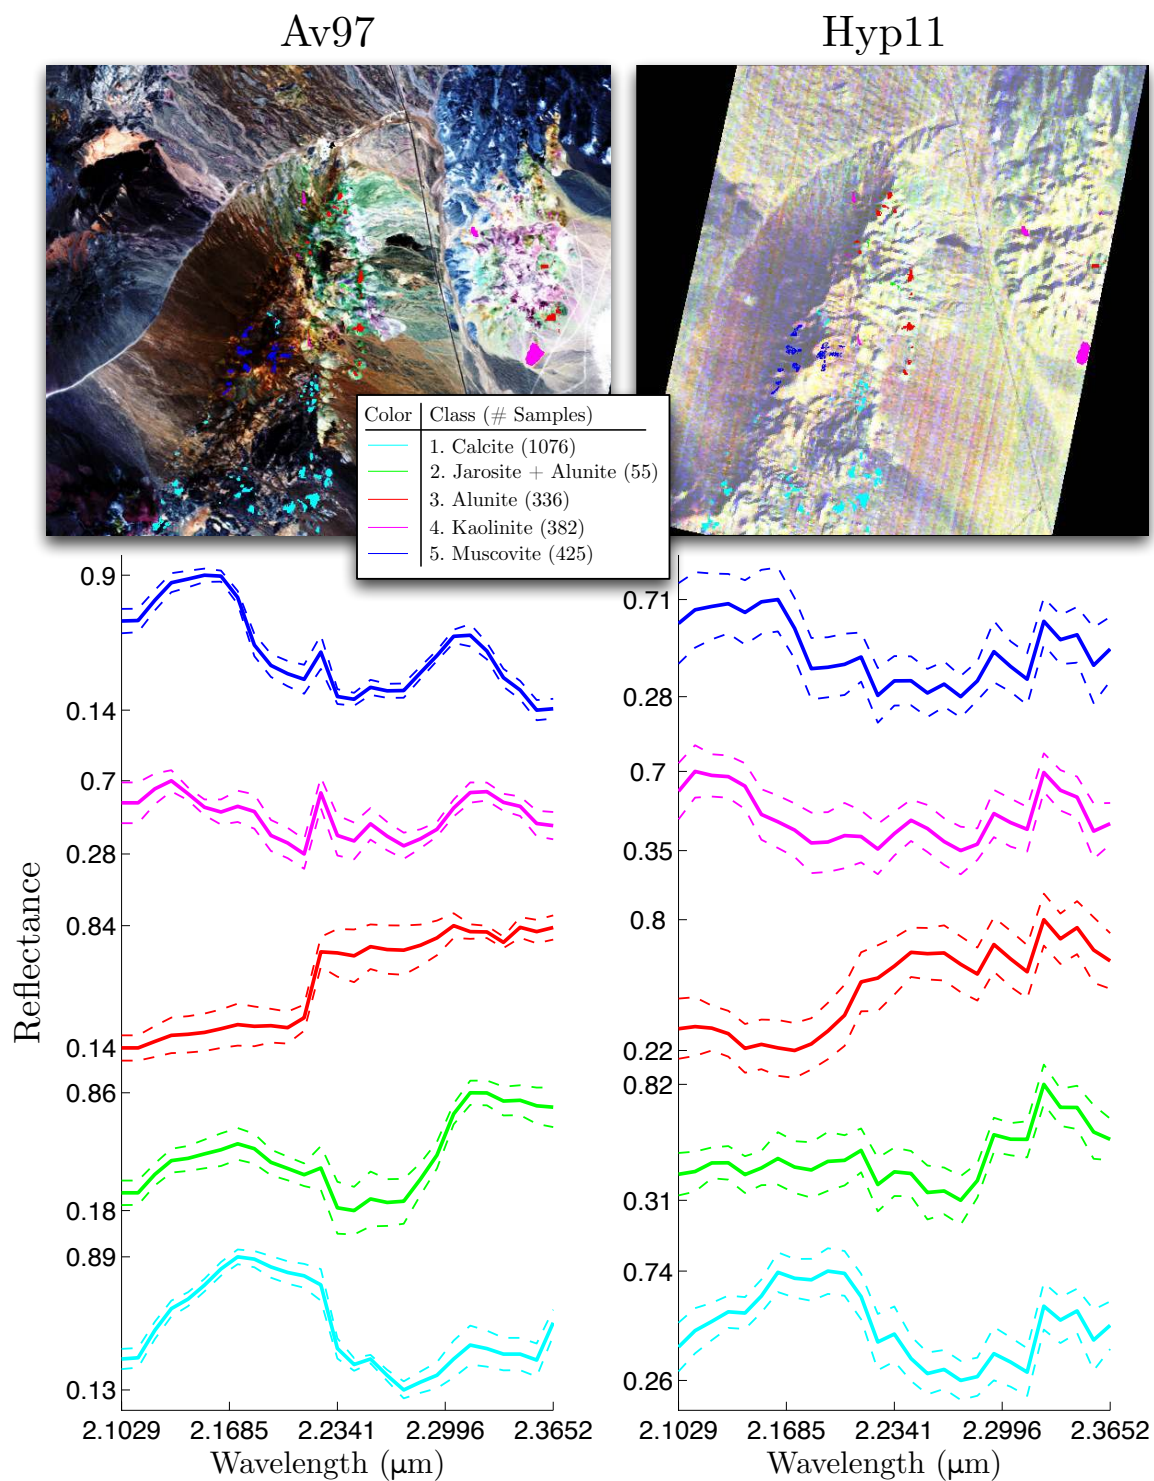 Av97
Hyp11
Color Class (# Samples)
1. Calcite (1076)
2. Jarosite + Alunite (55)
3. Alunite (336)
4. Kaolinite (382)
5. Muscovite (425)
Reflectance
0.9
0.14
0.7
0.28
0.84
0.14
0.86
0.18
0.89
0.13
2.1029 2.1685 2.2341 2.2996 2.3652
Wavelength (μm)
0.71
0.28
0.7
0.35
0.8
0.22
0.82
0.31
0.74
0.26
2.1029 2.1685 2.2341 2.2996 2.3652
Wavelength (μm)